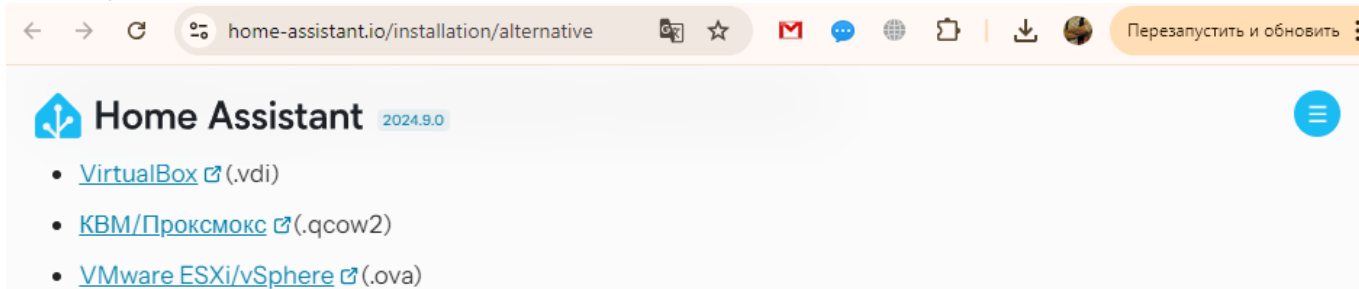 home-assistant.io/installation/alternative Перезапустить и обновить
Home Assistant 2024.9.0
VirtualBox (.vdi)
КВМ/Проксмокс (.qcow2)
VMware ESXi/vSphere (.ova)